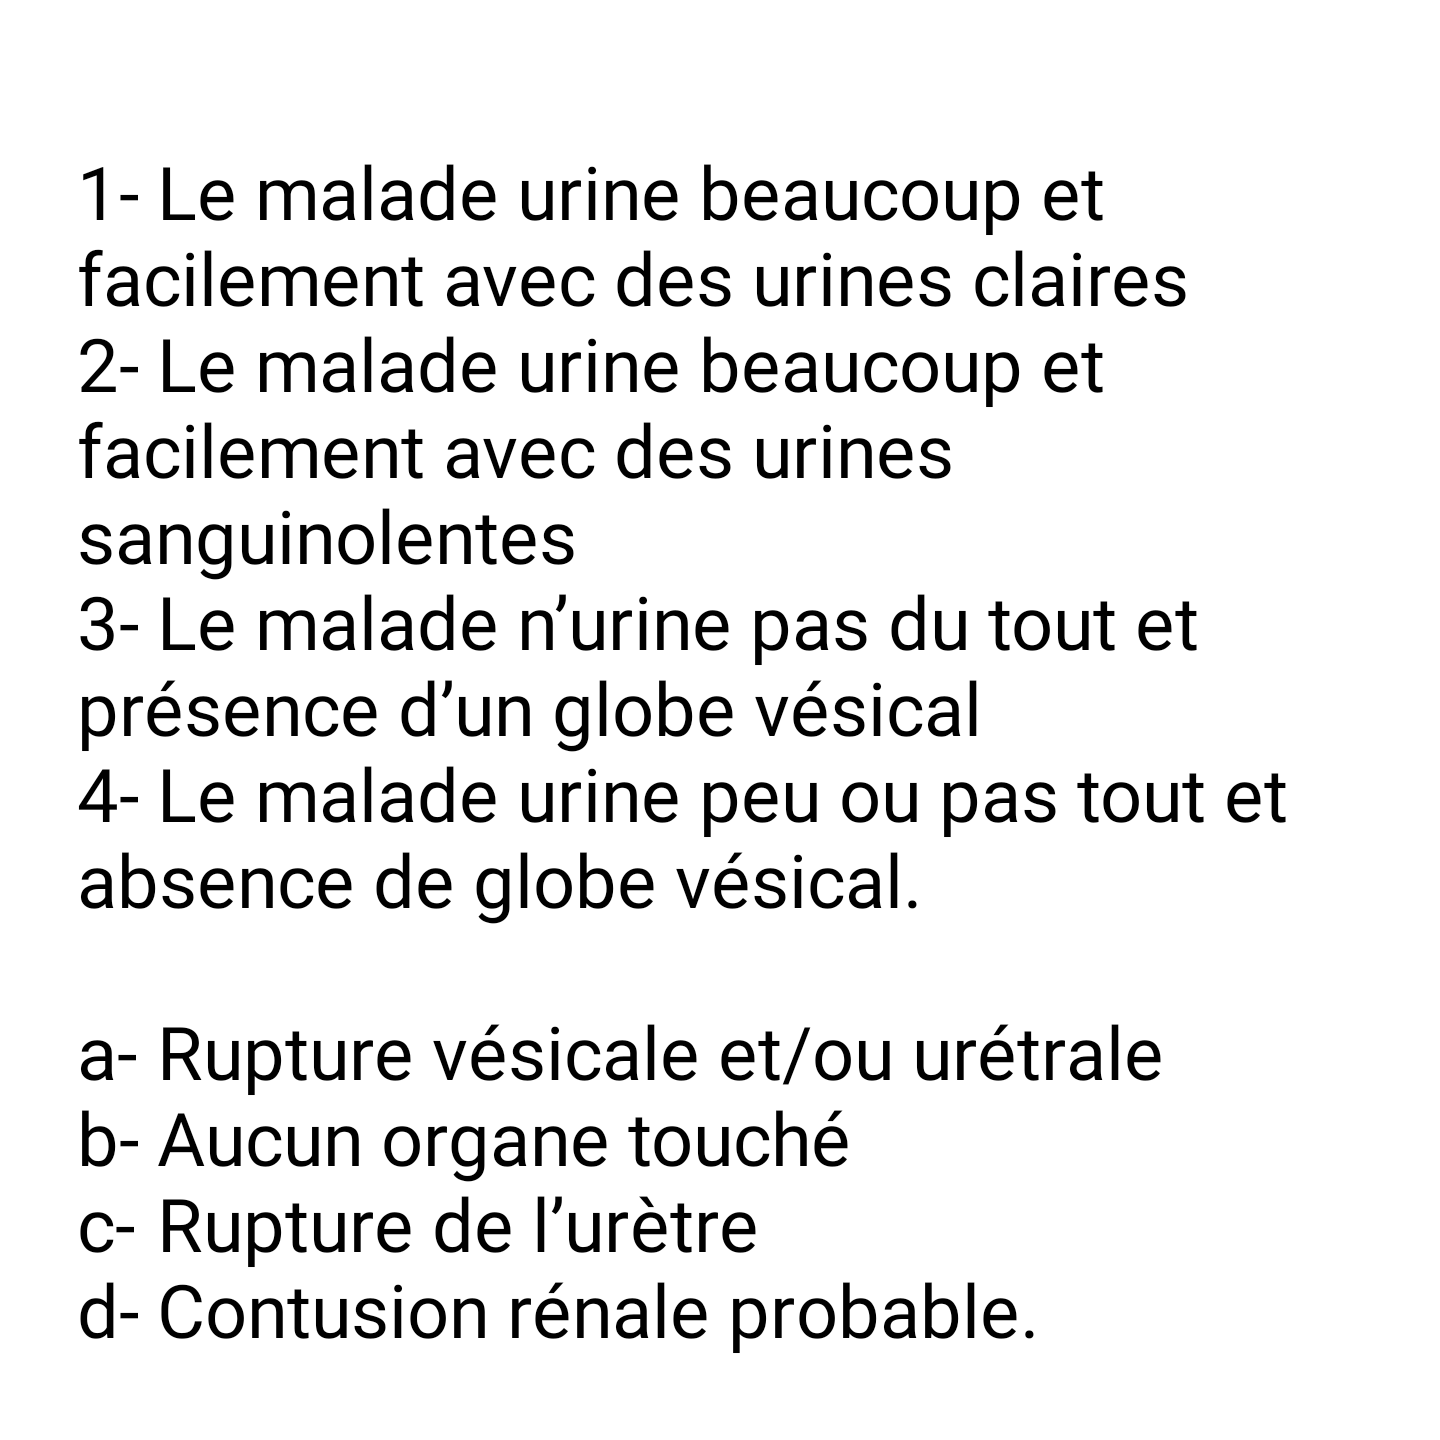 1- Le malade urine beaucoup et
facilement avec des urines claires
2- Le malade urine beaucoup et
facilement avec des urines
sanguinolentes
3- Le malade n’urine pas du tout et
présence d’un globe vésical
4- Le malade urine peu ou pas tout et
absence de globe vésical.

a- Rupture vésicale et/ou urétrale
b- Aucun organe touché
c- Rupture de l’urètre
d- Contusion rénale probable.